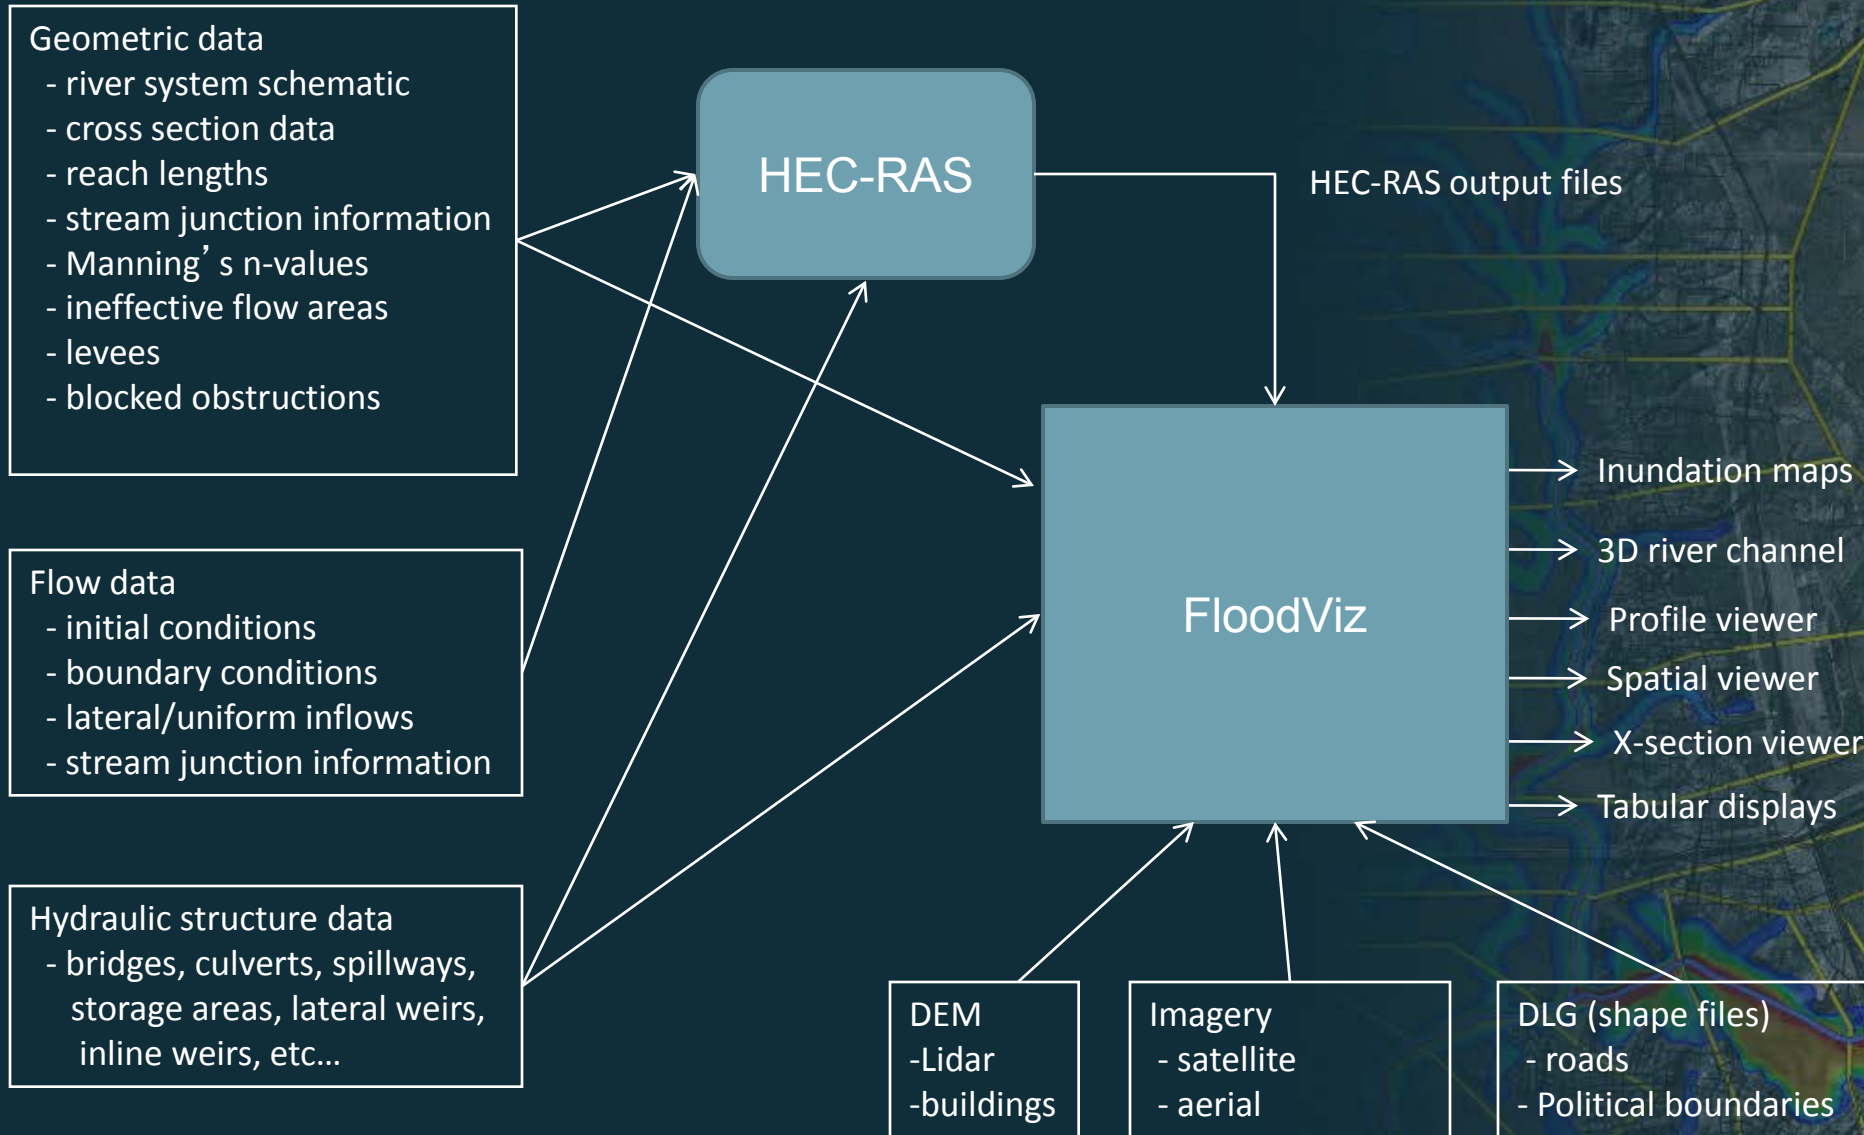 Geometric data
- river system schematic
- cross section data
- reach lengths
- stream junction information
- Manning's n-values
- ineffective flow areas
- levees
- blocked obstructions
HEC-RAS
HEC-RAS output files
Flow data
- initial conditions
- boundary conditions
- lateral/uniform inflows
- stream junction information
FloodViz
Inundation maps
3D river channel
Profile viewer
Spatial viewer
X-section viewer
Tabular displays
Hydraulic structure data
- bridges, culverts, spillways,
storage areas, lateral weirs,
inline weirs, etc...
DEM
-Lidar
-buildings
Imagery
- satellite
- aerial
DLG (shape files)
- roads
- Political boundaries